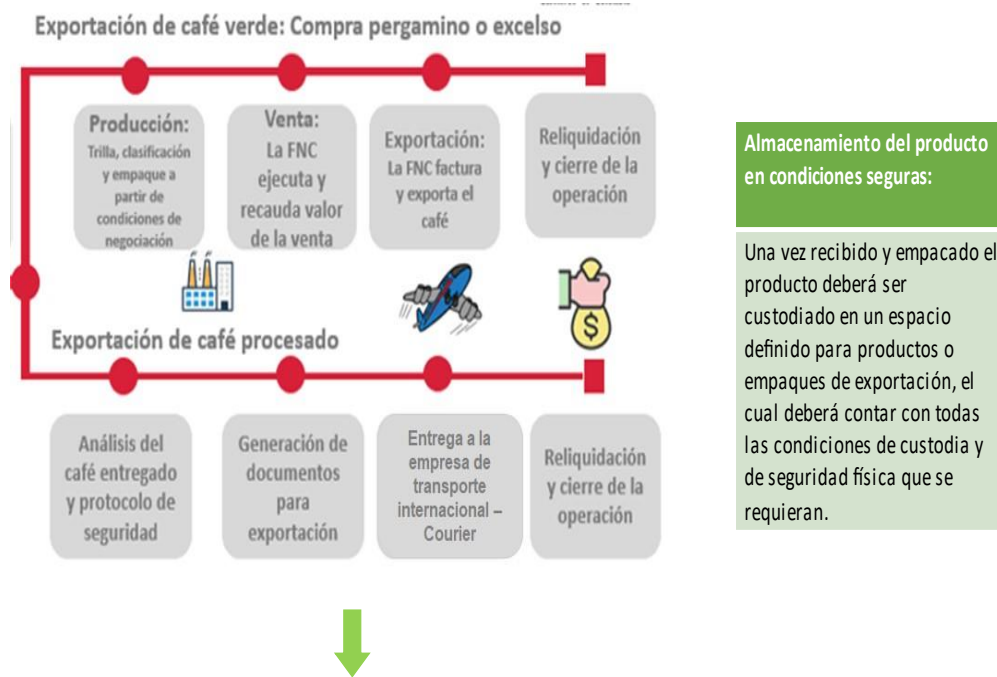 Exportación de café verde: Compra pergamino o excelso
Producción:
Trilla, clasificación
y empaque a
partir de
condiciones de
negociación
Venta:
La FNC
ejecuta y
recauda valor
de la venta
Exportación:
La FNC factura
y exporta el
café
Reliquidación
y cierre de la
operación
$
Exportación de café procesado
Análisis del
café entregado
y protocolo de
seguridad
Generación de
documentos
para
exportación
Entrega a la
empresa de
transporte
internacional –
Courier
Reliquidación
y cierre de la
operación
Almacenamiento del producto
en condiciones seguras:
Una vez recibido y empacado el
producto deberá ser
custodiado en un espacio
definido para productos o
empaques de exportación, el
cual deberá contar con todas
las condiciones de custodia y
de seguridad física que se
requieran.